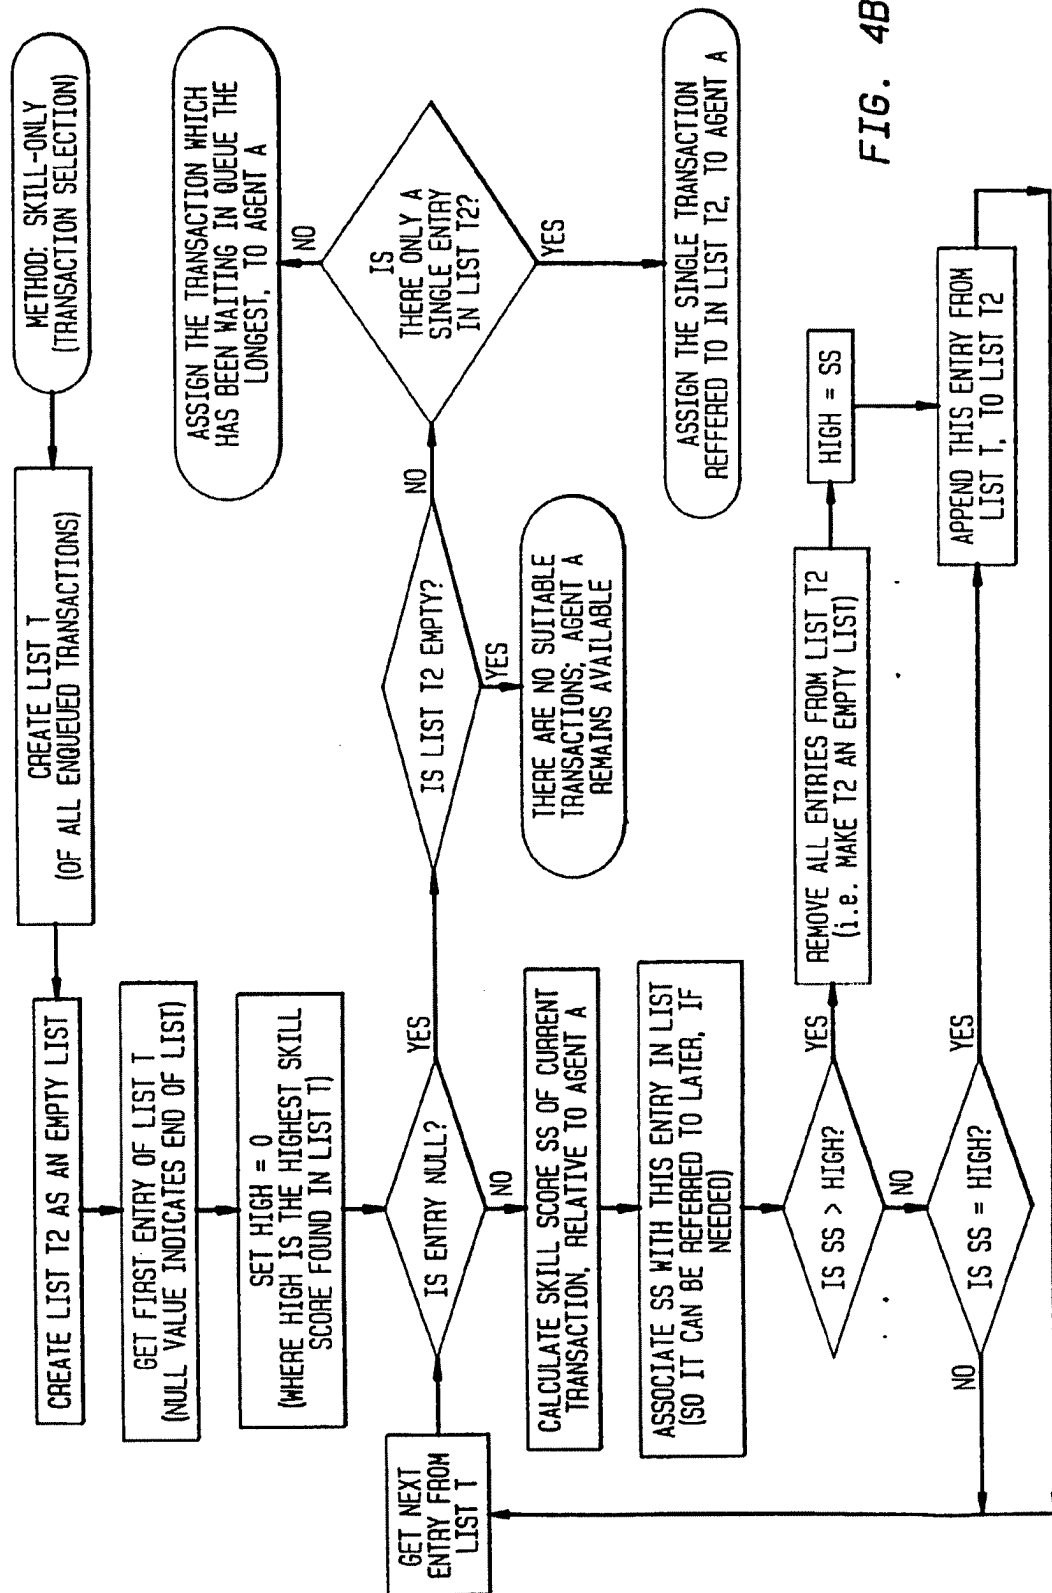 METHOD: SKILL-ONLY
(TRANSACTION SELECTION)
CREATE LIST T
(OF ALL ENQUEUED TRANSACTIONS)
CREATE LIST T2 AS AN EMPTY LIST
GET FIRST ENTRY OF LIST T
(NULL VALUE INDICATES END OF LIST)
SET HIGH = 0
(WHERE HIGH IS THE HIGHEST SKILL
SCORE FOUND IN LIST T)
GET NEXT
ENTRY FROM
LIST T
IS ENTRY NULL?
YES
NO
IS LIST T2 EMPTY?
NO
YES
IS
THERE ONLY A
SINGLE ENTRY
IN LIST T2?
NO
YES
ASSIGN THE TRANSACTION WHICH
HAS BEEN WAITING IN QUEUE THE
LONGEST, TO AGENT A
THERE ARE NO SUITABLE
TRANSACTIONS; AGENT A
REMAINS AVAILABLE
ASSIGN THE SINGLE TRANSACTION
REFFERED TO IN LIST T2, TO AGENT A
CALCULATE SKILL SCORE SS OF CURRENT
TRANSACTION, RELATIVE TO AGENT A
ASSOCIATE SS WITH THIS ENTRY IN LIST
(SO IT CAN BE REFERRED TO LATER, IF
NEEDED)
IS SS > HIGH?
YES
NO
REMOVE ALL ENTRIES FROM LIST T2
(i.e. MAKE T2 AN EMPTY LIST)
HIGH = SS
IS SS = HIGH?
YES
NO
APPEND THIS ENTRY FROM
LIST T, TO LIST T2
FIG. 4B